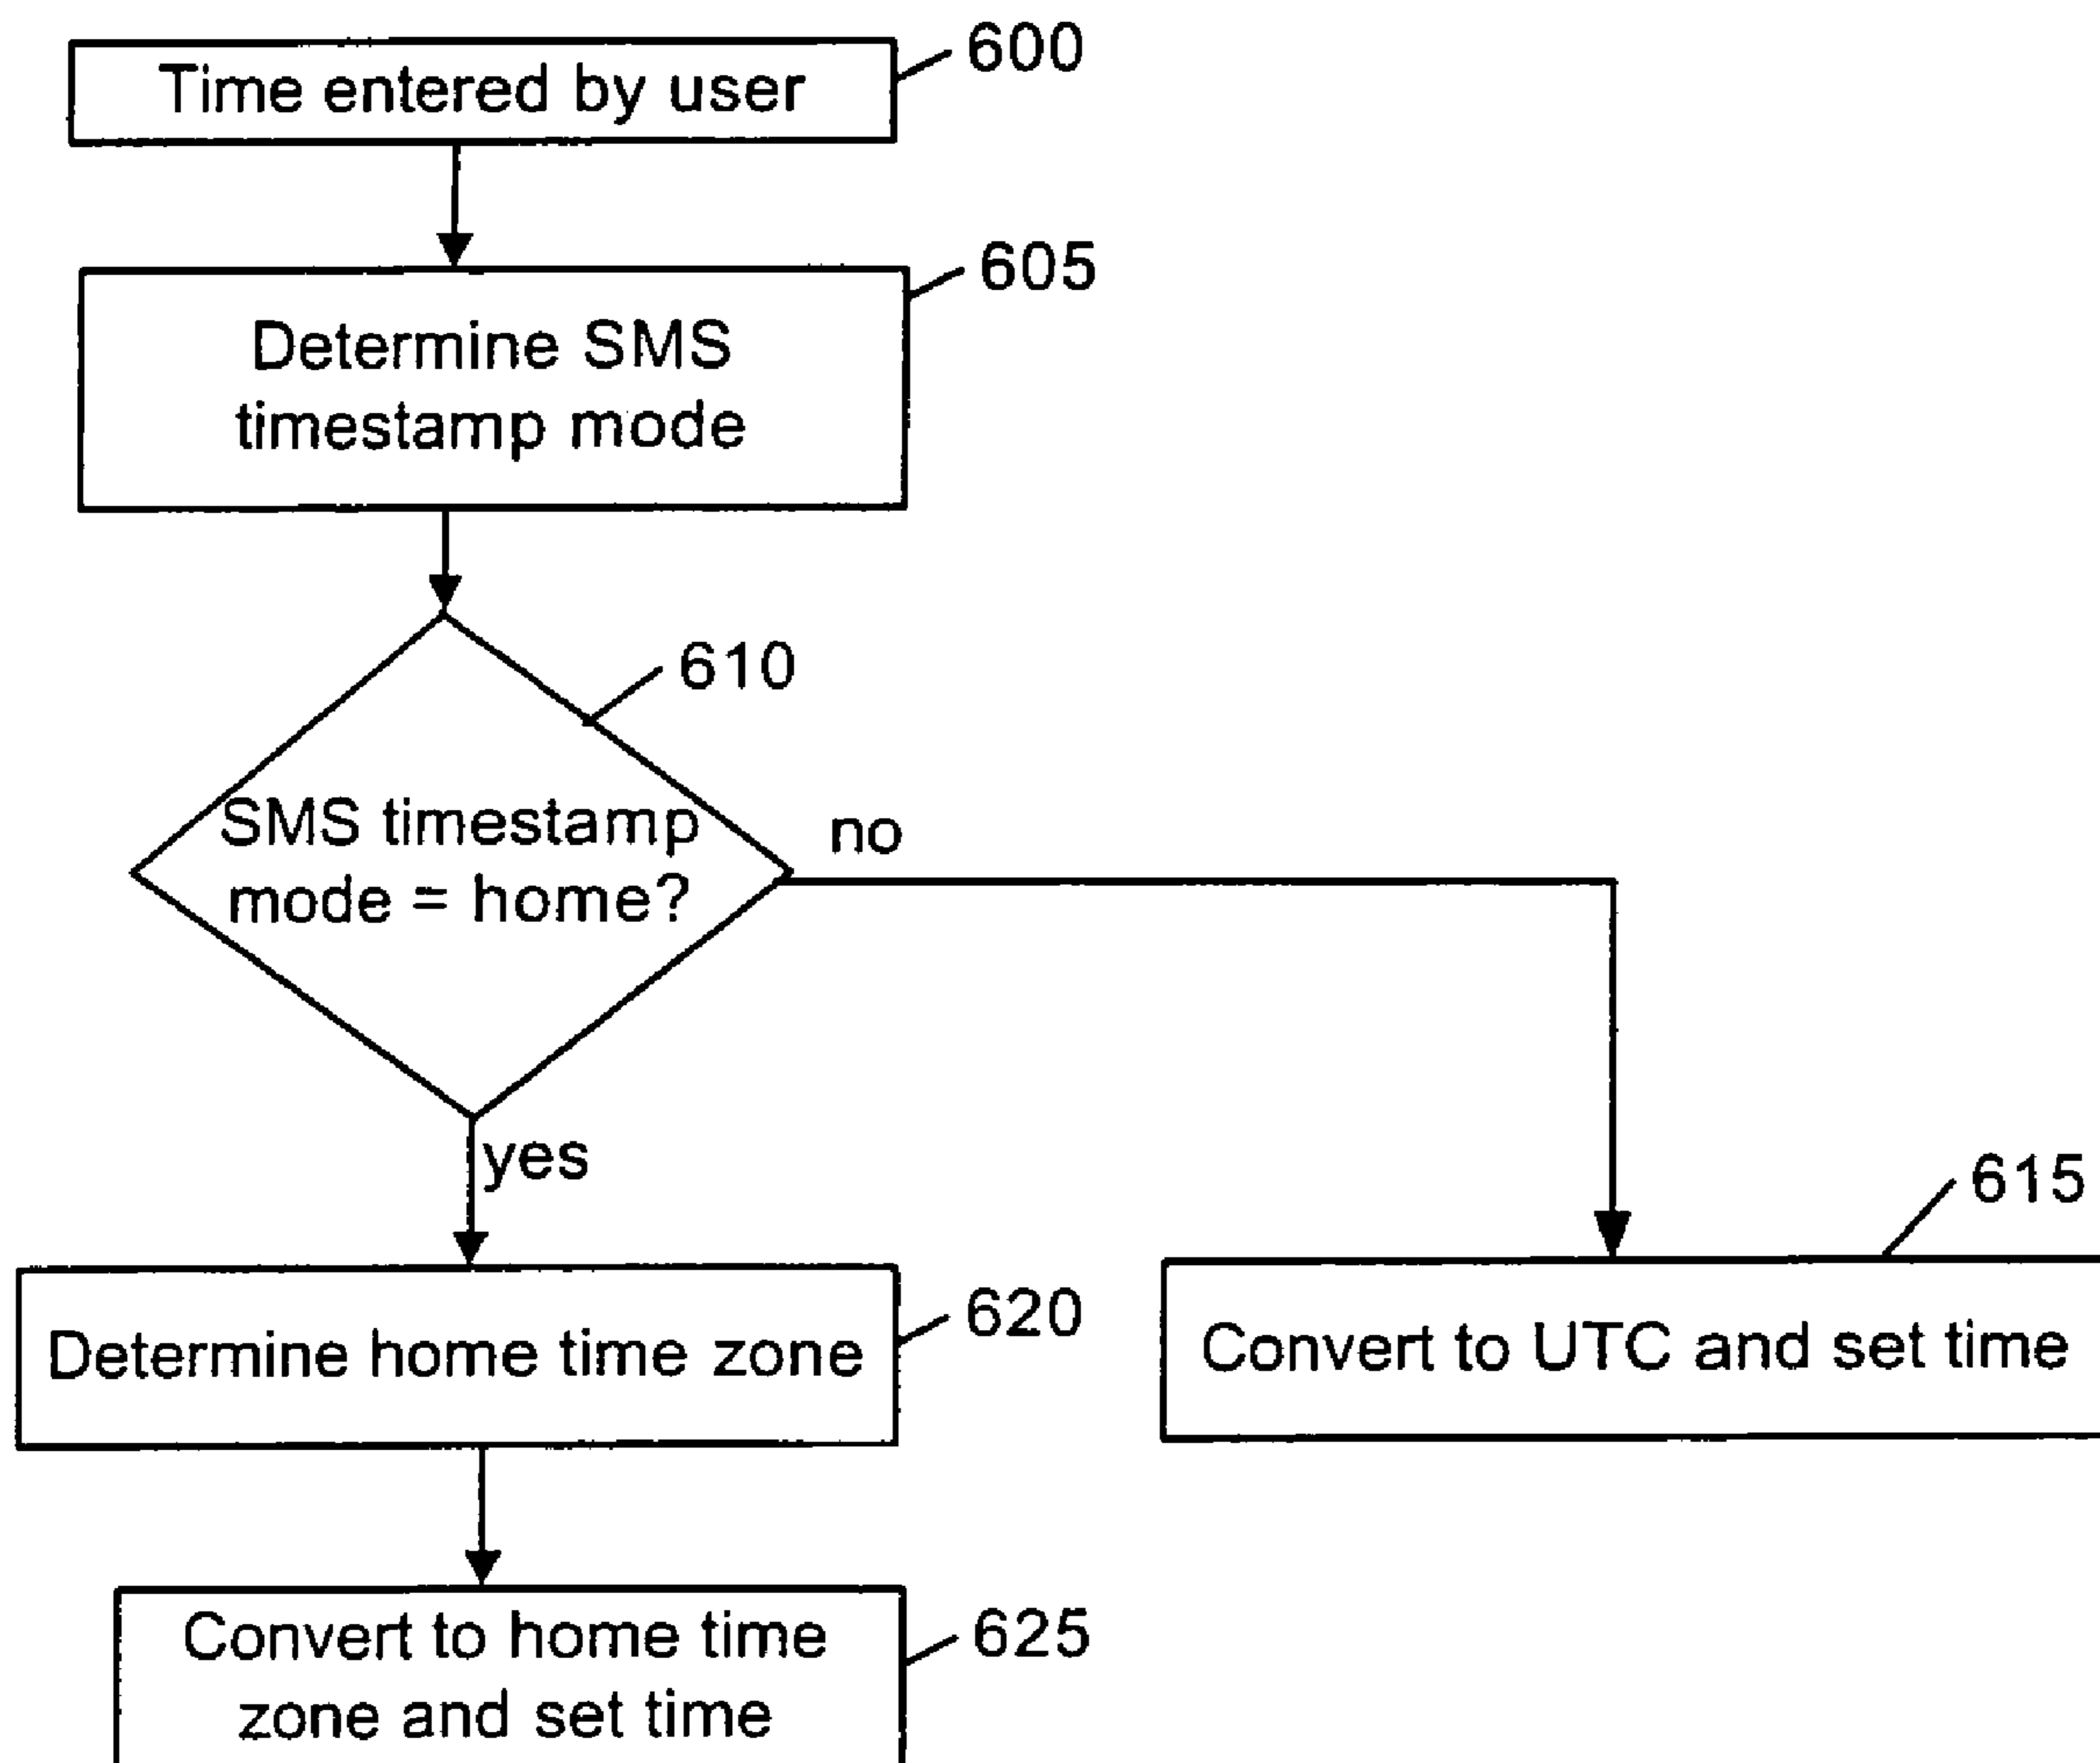 Time entered by user
600
Determine SMS
timestamp mode
605
610
SMS timestamp
mode = home?
no
yes
615
Determine home time zone
620
Convert to UTC and set time
Convert to home time
zone and set time
625